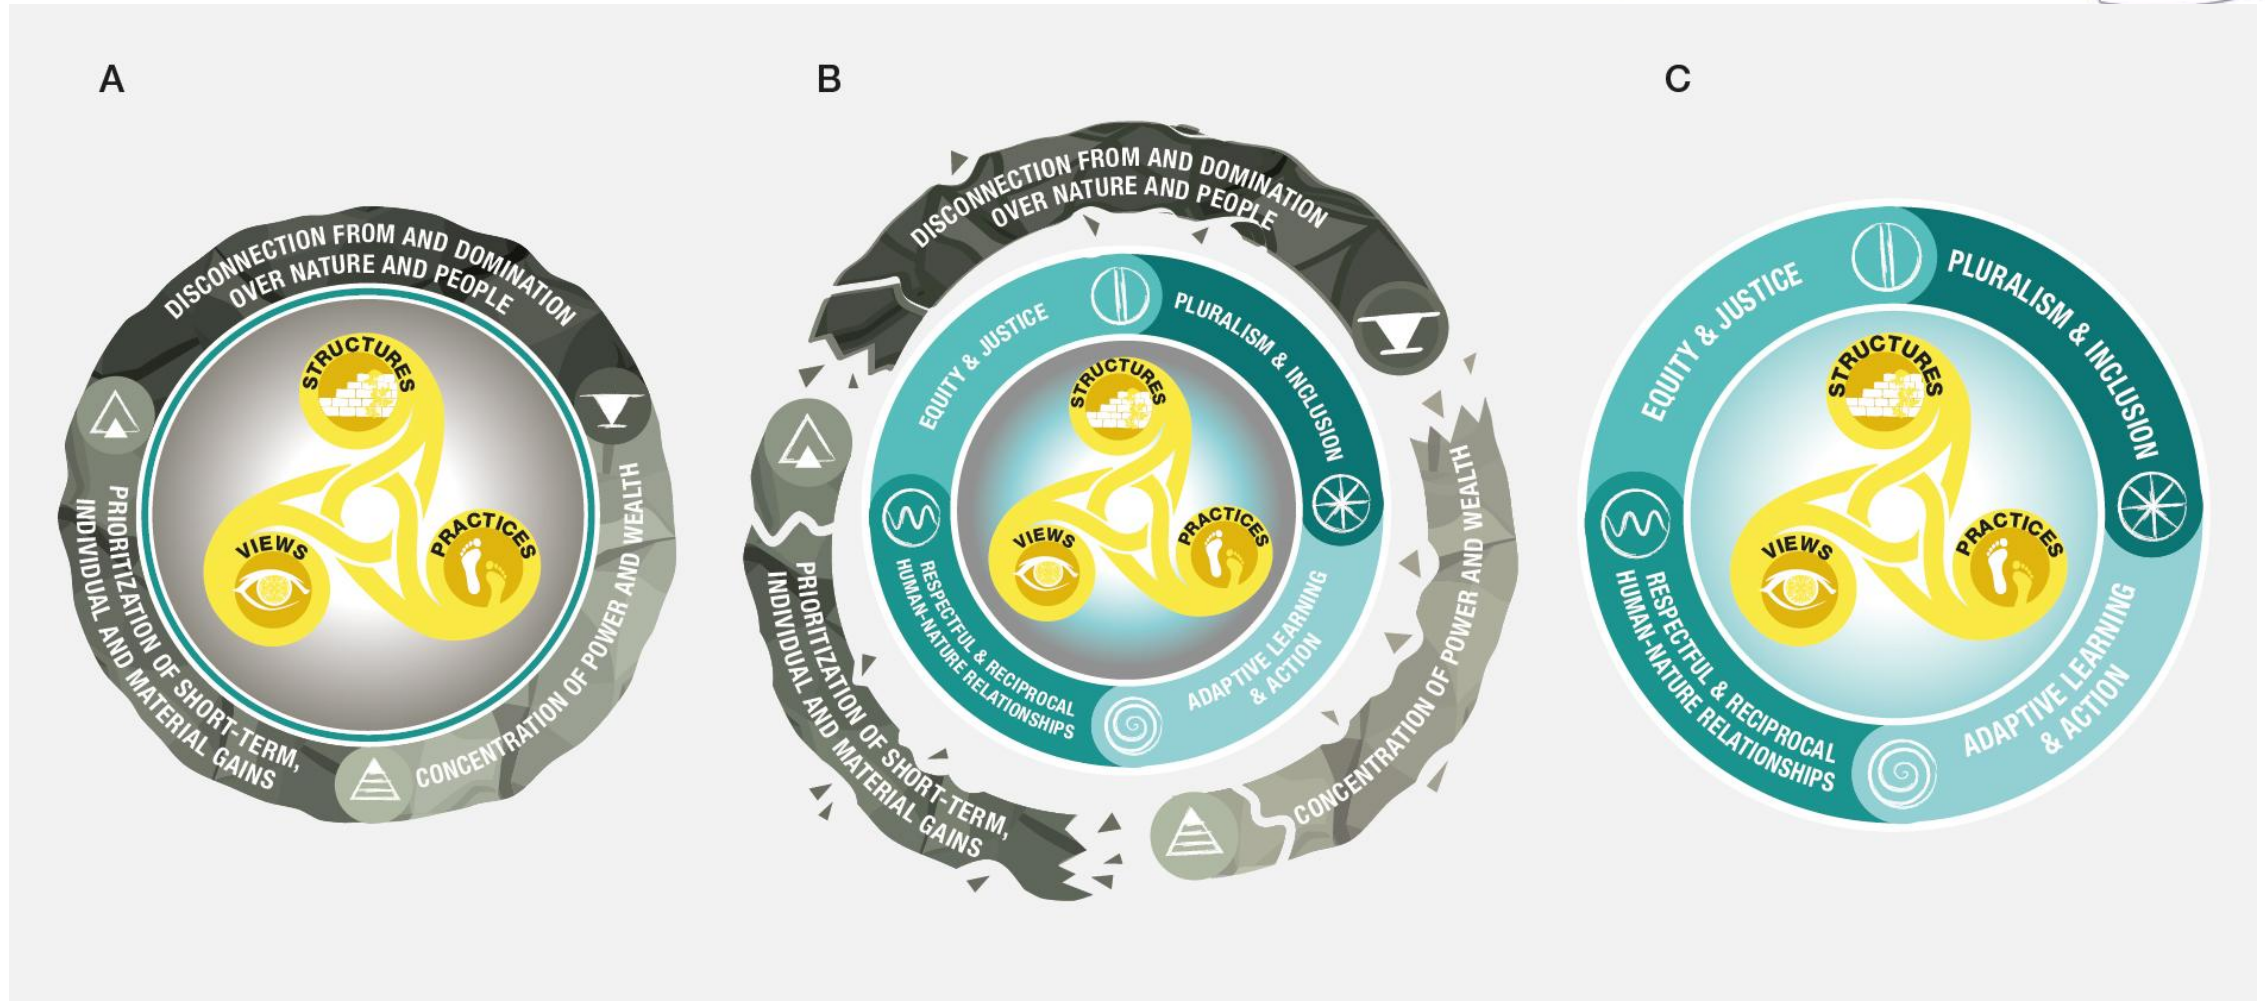 A
DISCONNECTION FROM AND DOMINATION
OVER NATURE AND PEOPLE
STRUCTURES
VIEWS
PRACTICES
PRIORITIZATION OF SHORT-TERM,
INDIVIDUAL AND MATERIAL GAINS
CONCENTRATION OF POWER AND WEALTH
B
DISCONNECTION FROM AND DOMINATION
OVER NATURE AND PEOPLE
EQUITY & JUSTICE
PLURALISM & INCLUSION
STRUCTURES
VIEWS
PRACTICES
RESPECTFUL & RECIPROCAL
HUMAN-NATURE RELATIONSHIPS
ADAPTIVE LEARNING
& ACTION
PRIORITIZATION OF SHORT-TERM,
INDIVIDUAL AND MATERIAL GAINS
CONCENTRATION OF POWER AND WEALTH
C
EQUITY & JUSTICE
PLURALISM & INCLUSION
STRUCTURES
VIEWS
PRACTICES
RESPECTFUL & RECIPROCAL
HUMAN-NATURE RELATIONSHIPS
ADAPTIVE LEARNING
& ACTION